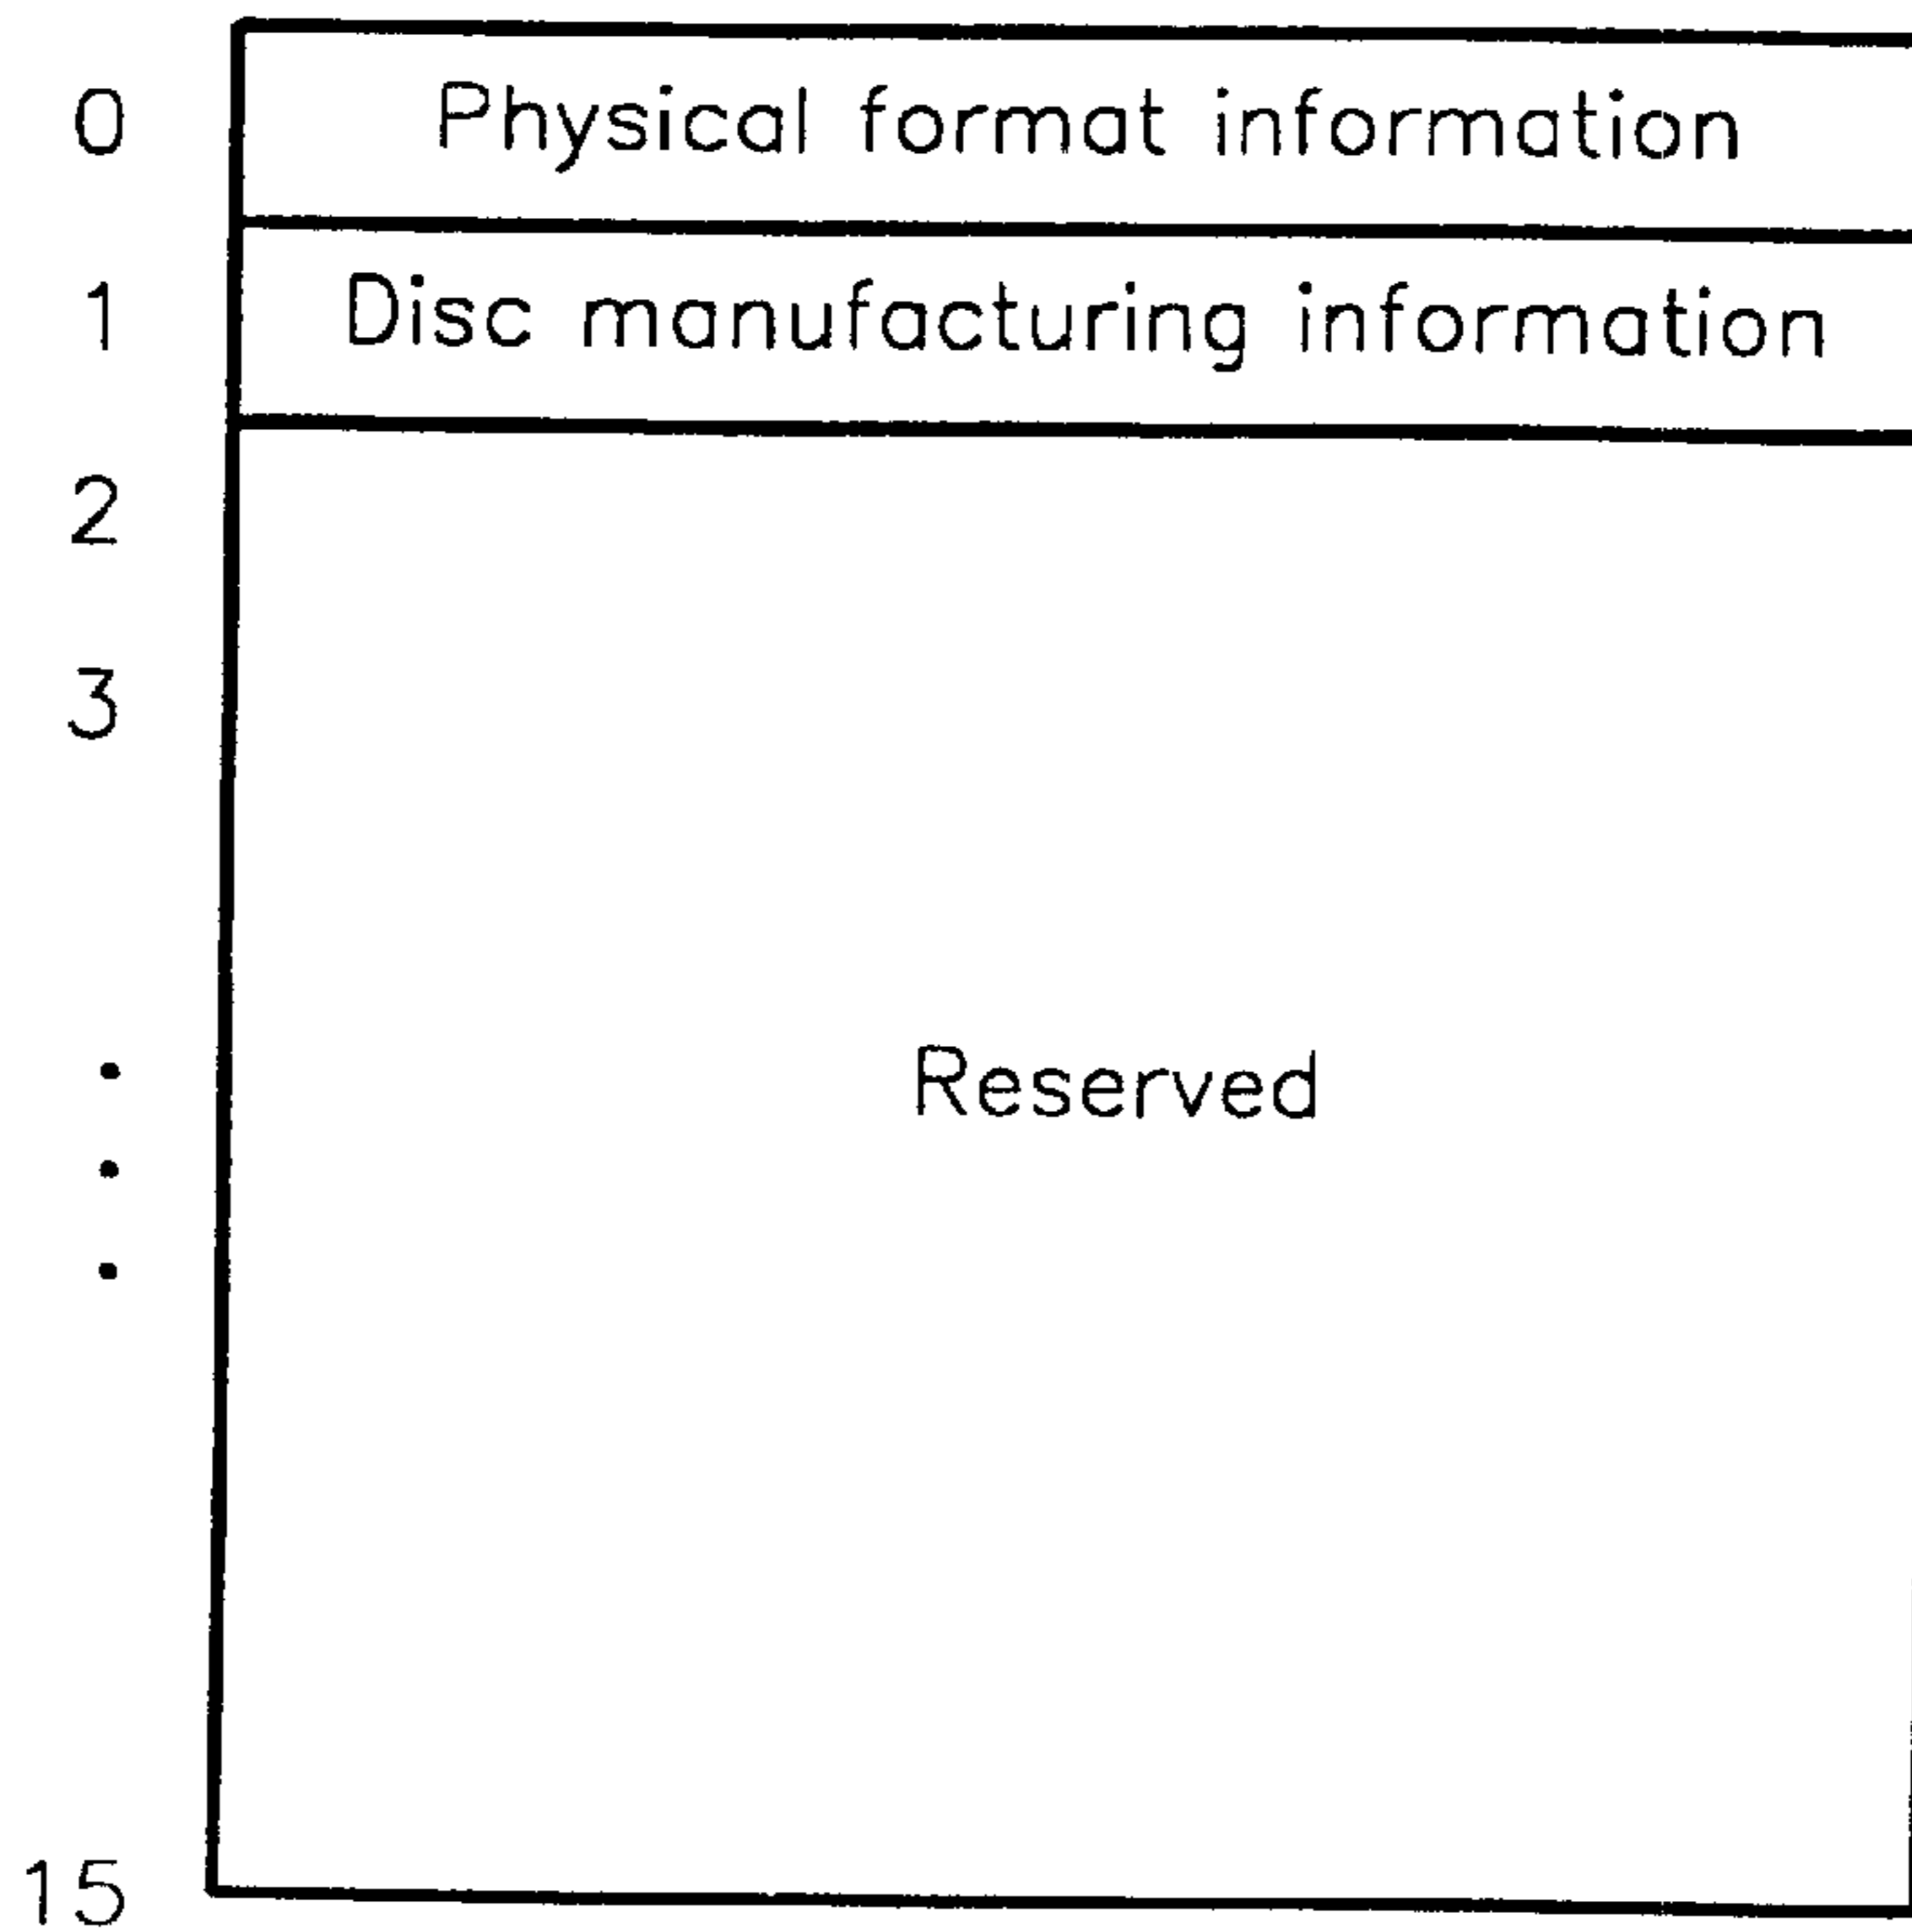 0 Physical format information
1 Disc manufacturing information
2
3
Reserved
15